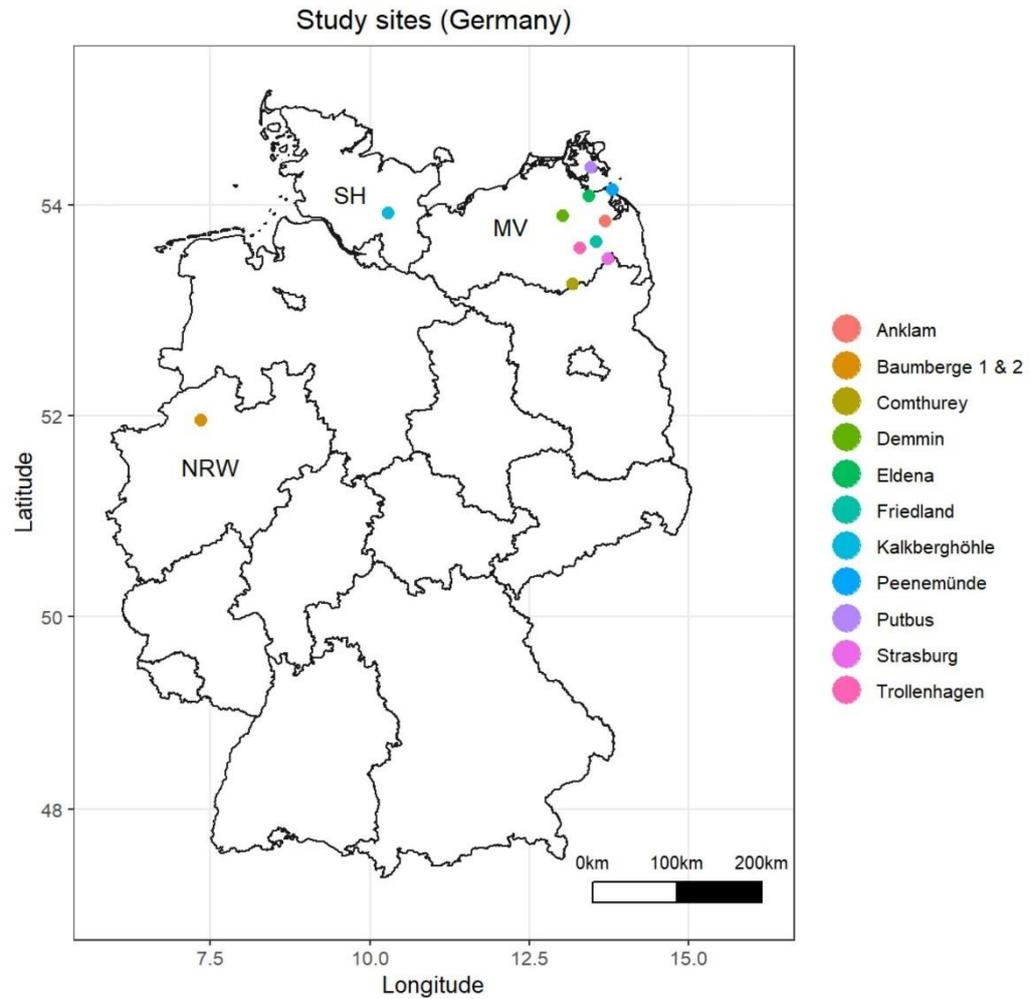 Study sites (Germany)
SH
54
MV
52
NRW
50
48
0km 100km 200km
7.5 10.0 12.5 15.0
Longitude
Latitude
Anklam
Baumberge 1 & 2
Comthurey
Demmin
Eldena
Friedland
Kalkberghöhle
Peenemünde
Putbus
Strasburg
Trollenhagen